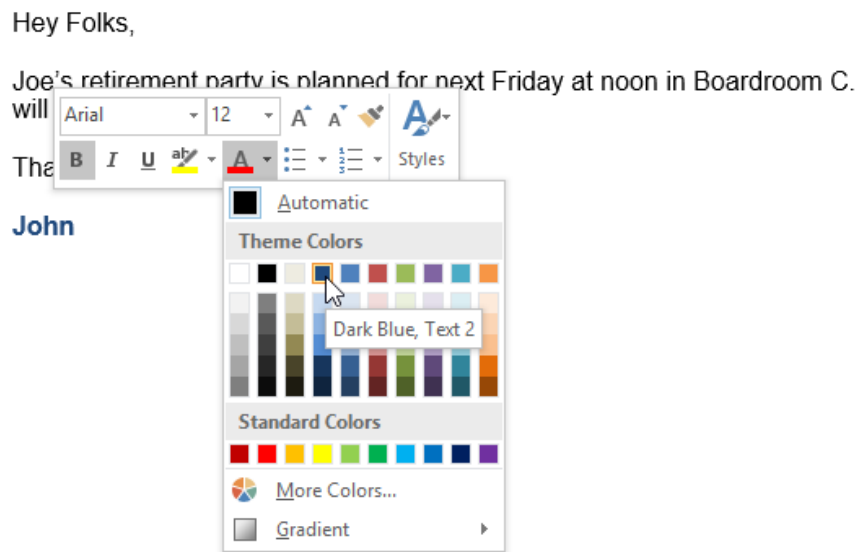 Hey Folks,
Joe's retirement party is planned for next Friday at noon in Boardroom C.
will
Arial 12 A A A
Tha B I U ab A Styles
Automatic
John
Theme Colors
Dark Blue, Text 2
Standard Colors
More Colors...
Gradient